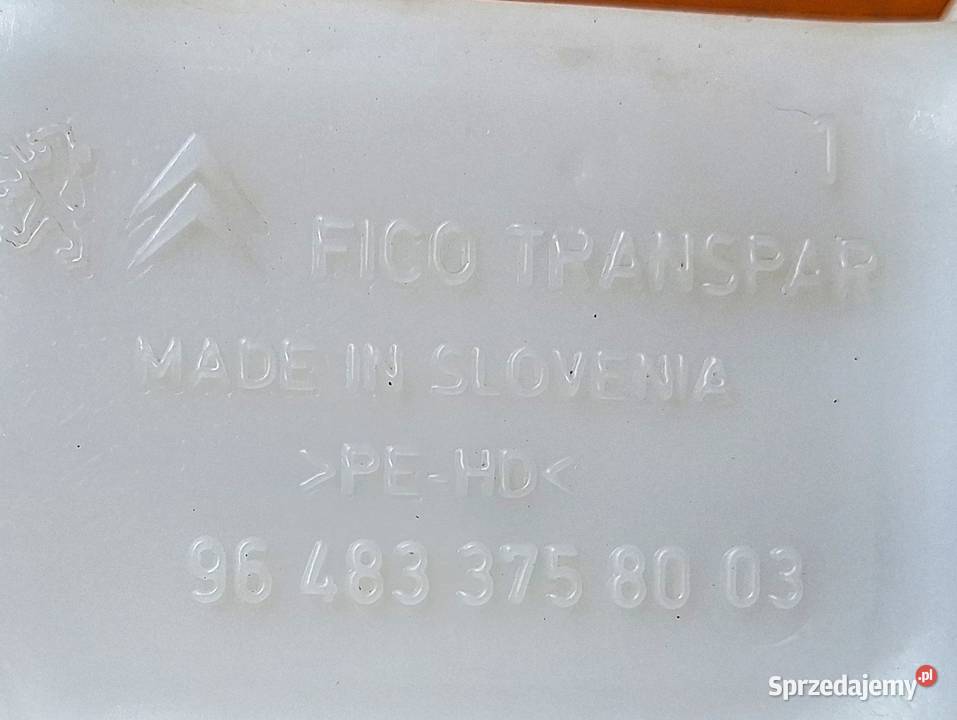 1
FICO TRANSPAR
MADE IN SLOVENIA
>PE-HD<
96 483 375 80 03
Sprzedajemy.pl